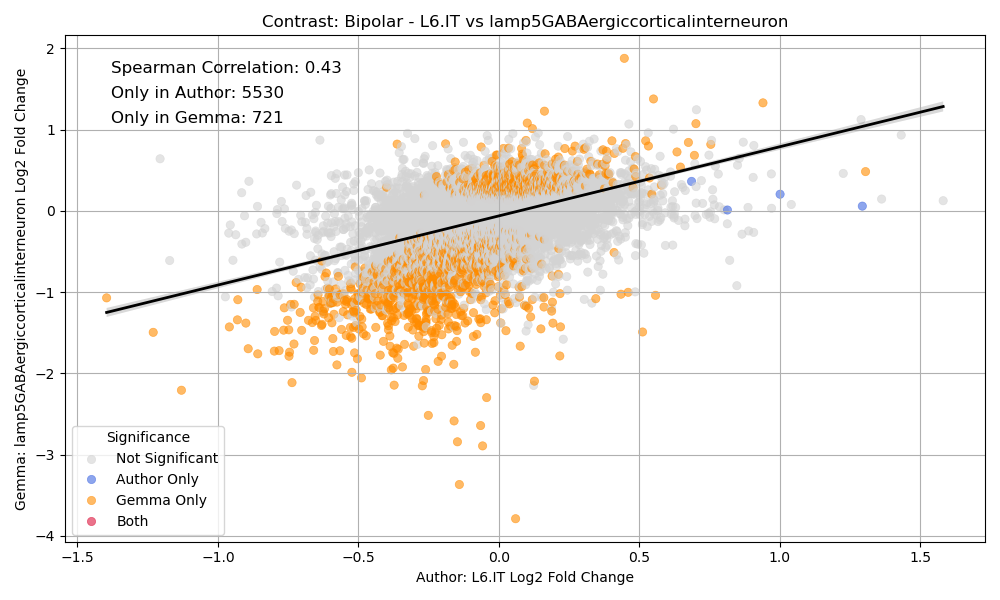 Contrast: Bipolar - L6.IT vs lamp5GABAergiccorticalinterneuron
Gemma: lamp5GABAergiccorticalinterneuron Log2 Fold Change
2
1
0
−1
−2
−3
−4
Spearman Correlation: 0.43
Only in Author: 5530
Only in Gemma: 721
Significance
Not Significant
Author Only
Gemma Only
Both
−1.5
−1.0
−0.5
0.0
0.5
1.0
1.5
Author: L6.IT Log2 Fold Change